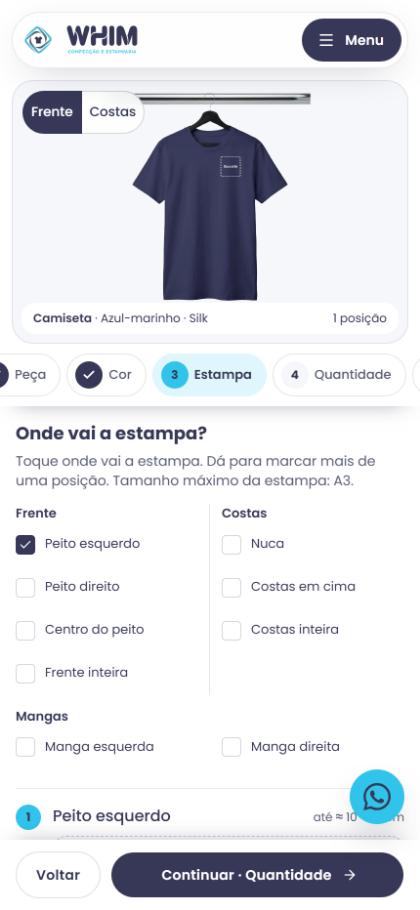 WHIM
CONFECÇÃO E ESTAMPARIA
Menu
Frente
Costas
Camiseta · Azul-marinho · Silk
1 posição
Peça
Cor
3 Estampa
4 Quantidade
Onde vai a estampa?
Toque onde vai a estampa. Dá para marcar mais de
uma posição. Tamanho máximo da estampa: A3.
Frente
Peito esquerdo
Peito direito
Centro do peito
Frente inteira
Costas
Nuca
Costas em cima
Costas inteira
Mangas
Manga esquerda
Manga direita
1 Peito esquerdo
até ≈ 10
Voltar
Continuar · Quantidade